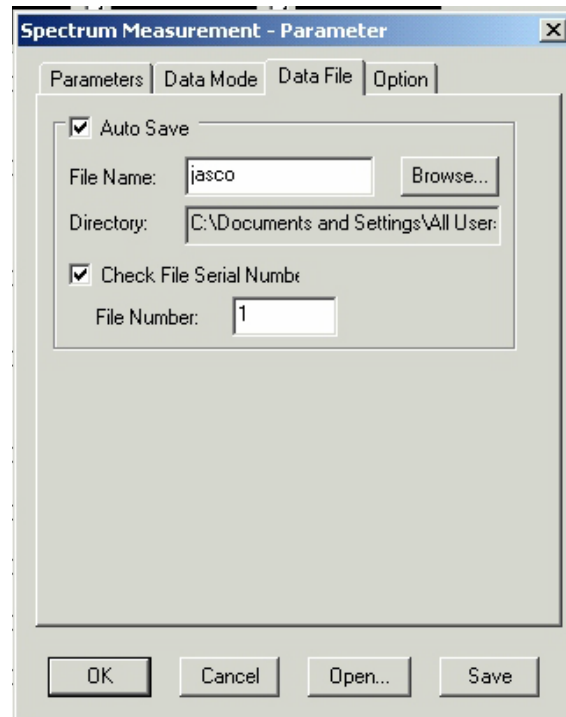 Spectrum Measurement - Parameter
Parameters Data Mode Data File Option
Auto Save
File Name: jasco Browse...
Directory: C:\Documents and Settings\All User
Check File Serial Numbe
File Number: 1
OK Cancel Open... Save